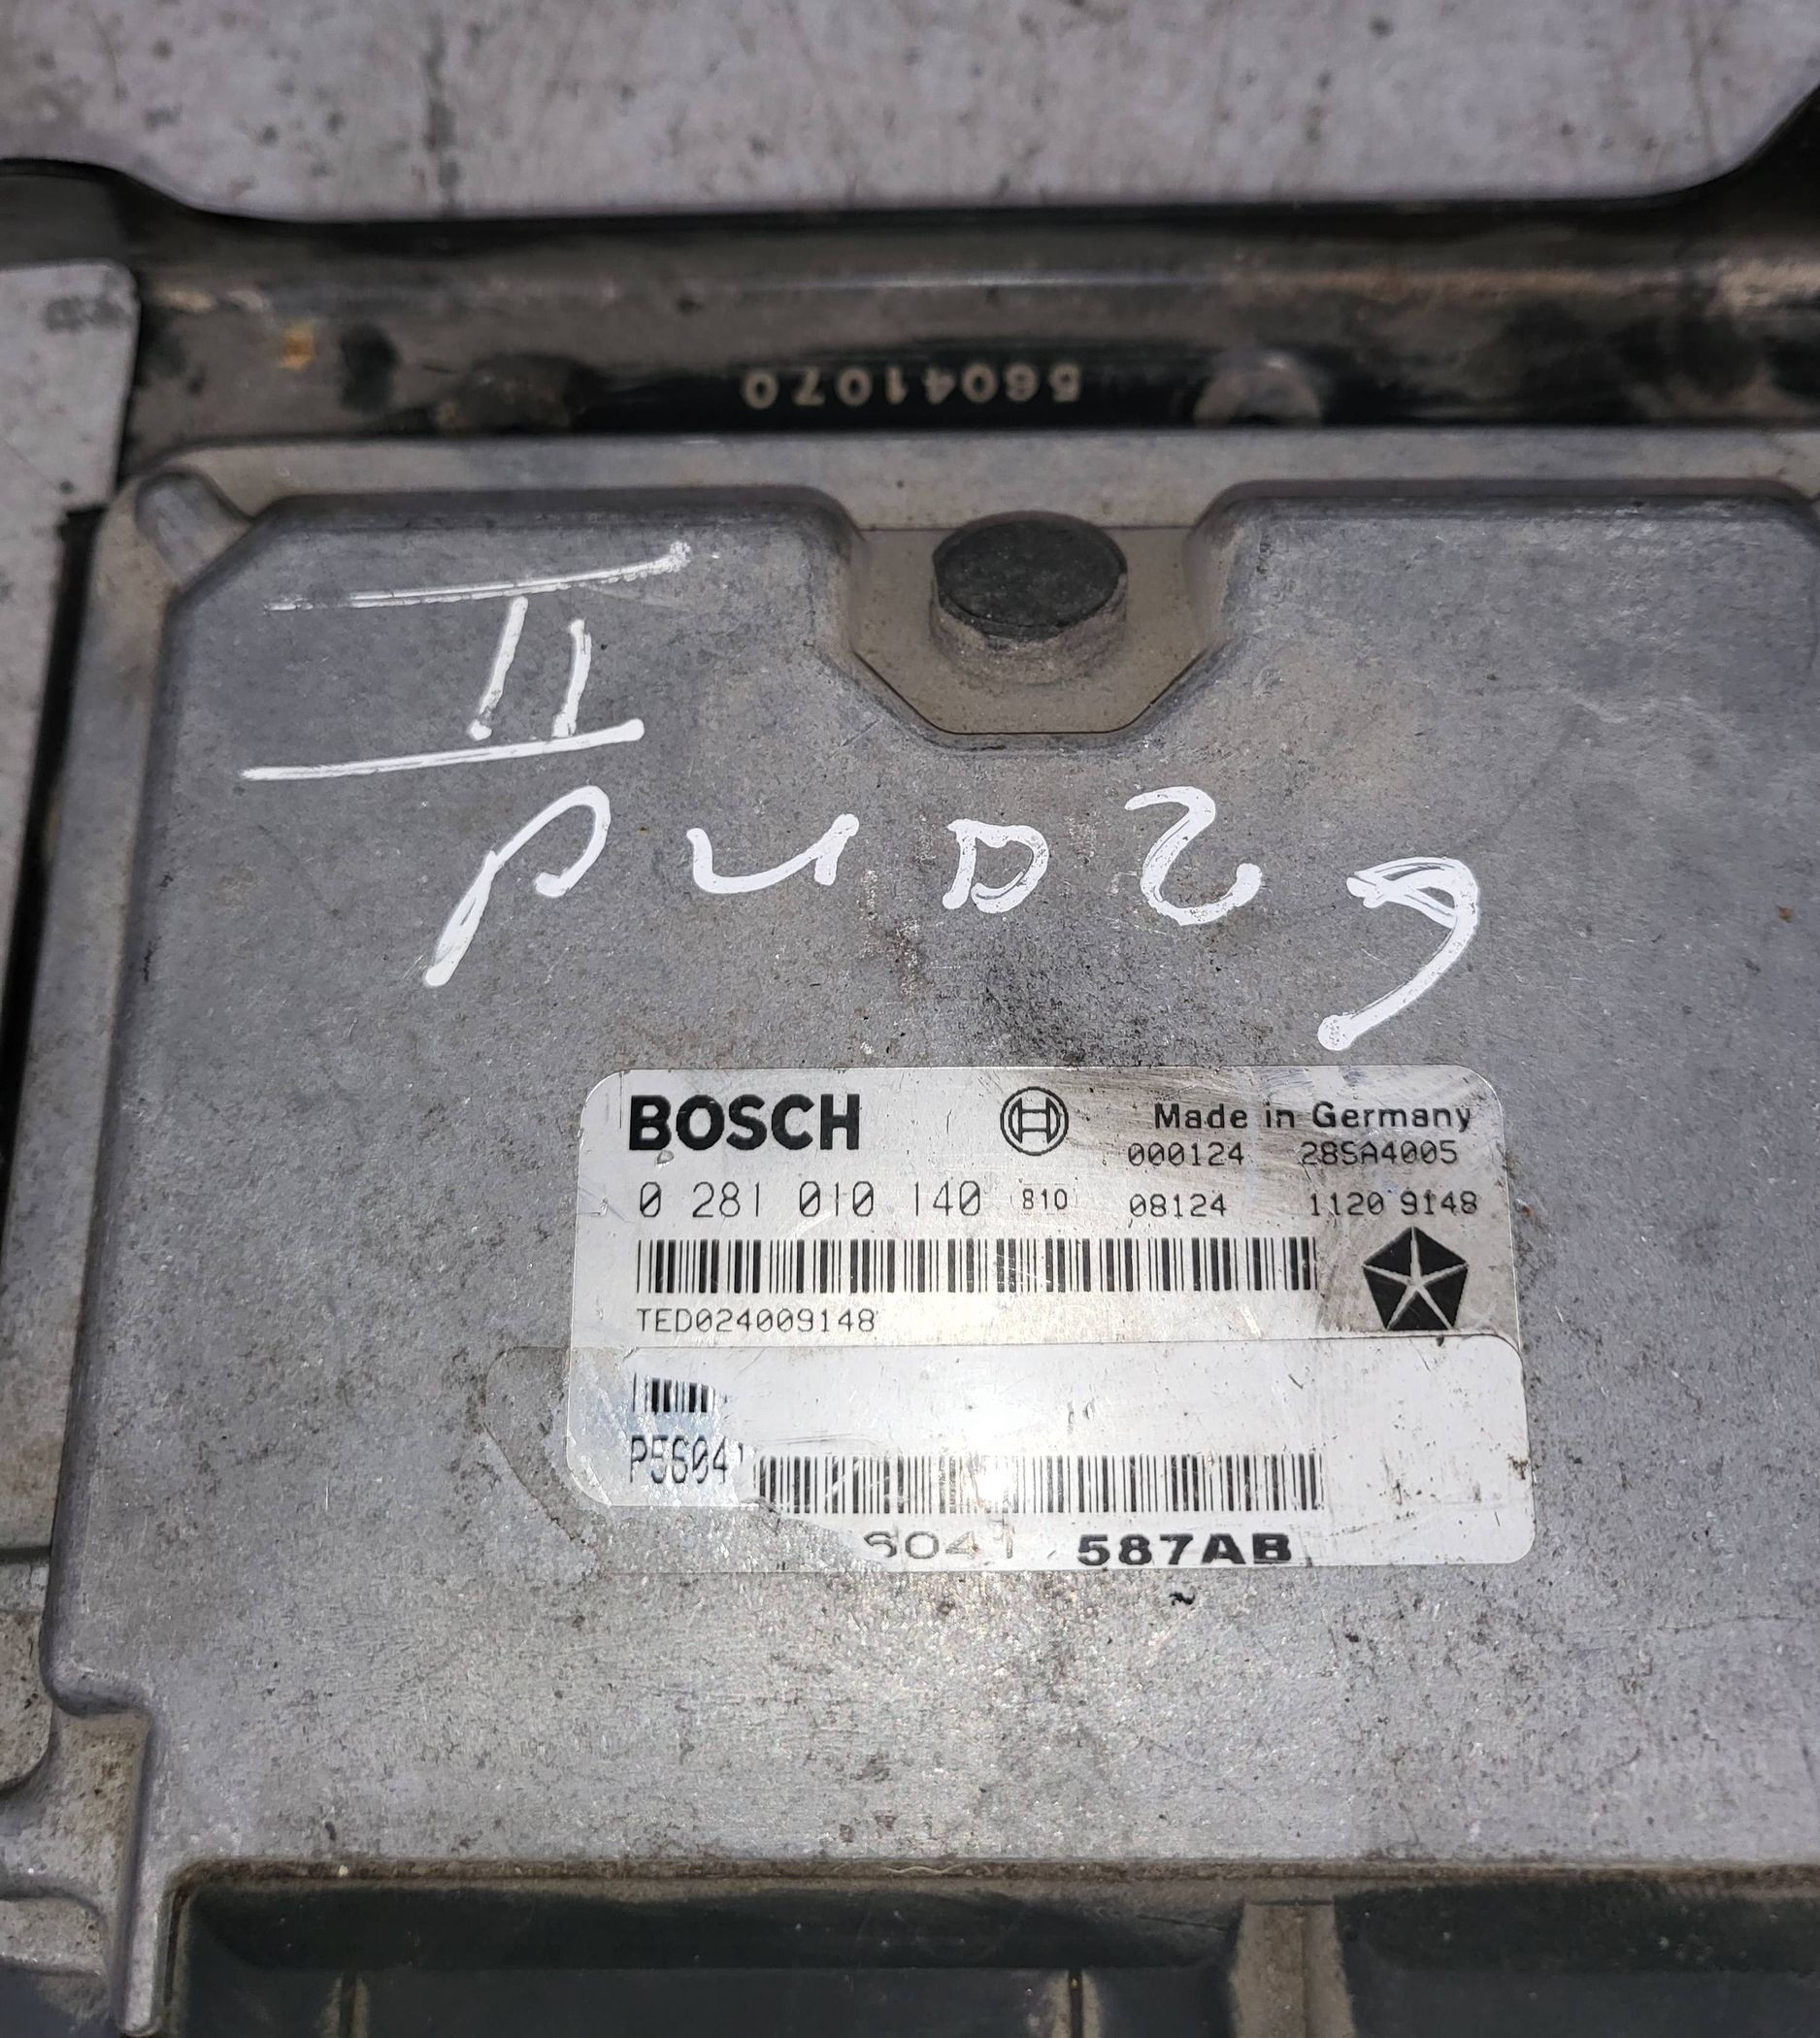 56041070
II
BOSCH Made in Germany
000124 28SA4005
0 281 010 140 810 08124 1120 9148
TED024009148
P5604
6041 587AB